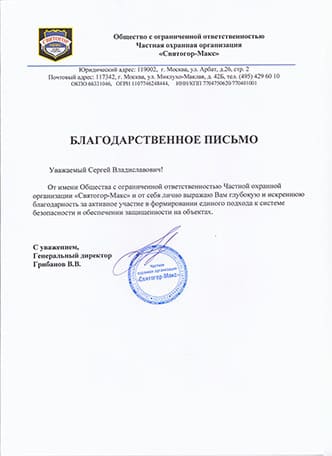 СВЯТОГОР
Общество с ограниченной ответственностью
Частная охранная организация
«Святогор-Макс»
Юридический адрес: 119002, г. Москва, ул. Арбат, д.26, стр. 2
Почтовый адрес: 117342, г. Москва, ул. Миклухо-Маклая, д. 42Б, тел. (495) 429 60 10
ОКПО 66321046, ОГРН 1107746248444, ИНН/КПП 7704750620/770401001
БЛАГОДАРСТВЕННОЕ ПИСЬМО
Уважаемый Сергей Владиславович!
От имени Общества с ограниченной ответственностью Частной охранной
организации «Святогор-Макс» и от себя лично выражаю Вам глубокую и искреннюю
благодарность за активное участие в формировании единого подхода к системе
безопасности и обеспечении защищенности на объектах.
С уважением,
Генеральный директор
Грибанов В.В.
Частная
охранная организация
«Святогор-Макс»